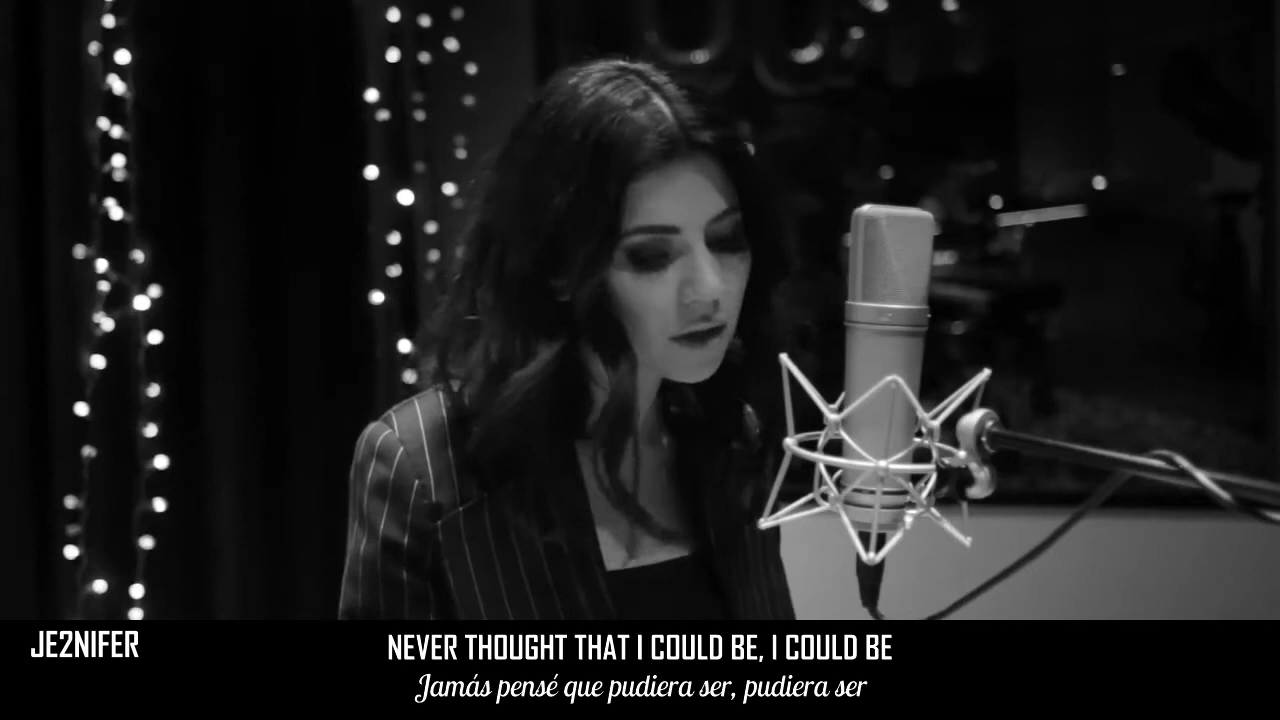 JE2NIFER
NEVER THOUGHT THAT I COULD BE, I COULD BE
Jamás pensé que pudiera ser, pudiera ser